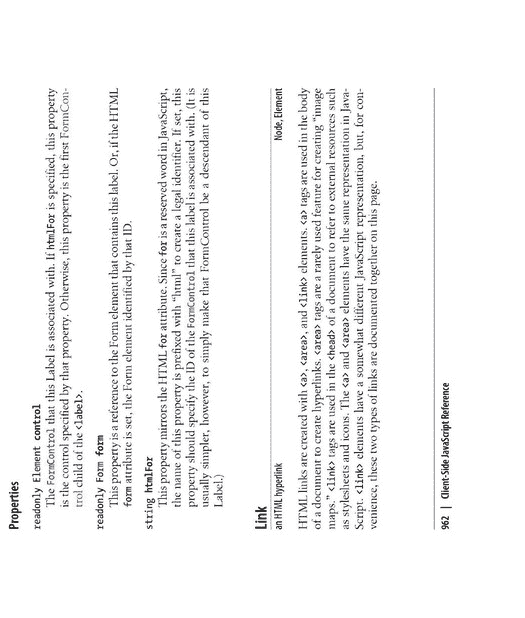 Properties
readonly Element control
The FormControl that this Label is associated with. If htmlFor is specified, this property
is the control specified by that property. Otherwise, this property is the first FormCon-
trol child of the <label>.
readonly Form form
This property is a reference to the Form element that contains this label. Or, if the HTML
form attribute is set, the Form element identified by that ID.
string htmlFor
This property mirrors the HTML for attribute. Since for is a reserved word in JavaScript,
the name of this property is prefixed with “html” to create a legal identifier. If set, this
property should specify the ID of the FormControl that this label is associated with. (It is
usually simpler, however, to simply make that FormControl be a descendant of this
Label.)
Link
an HTML hyperlink Node, Element
HTML links are created with <a>, <area>, and <link> elements. <a> tags are used in the body
of a document to create hyperlinks. <area> tags are a rarely used feature for creating “image
maps.” <link> tags are used in the <head> of a document to refer to external resources such
as stylesheets and icons. The <a> and <area> elements have the same representation in Java-
Script. <link> elements have a somewhat different JavaScript representation, but, for con-
venience, these two types of links are documented together on this page.
962 | Client-Side JavaScript Reference